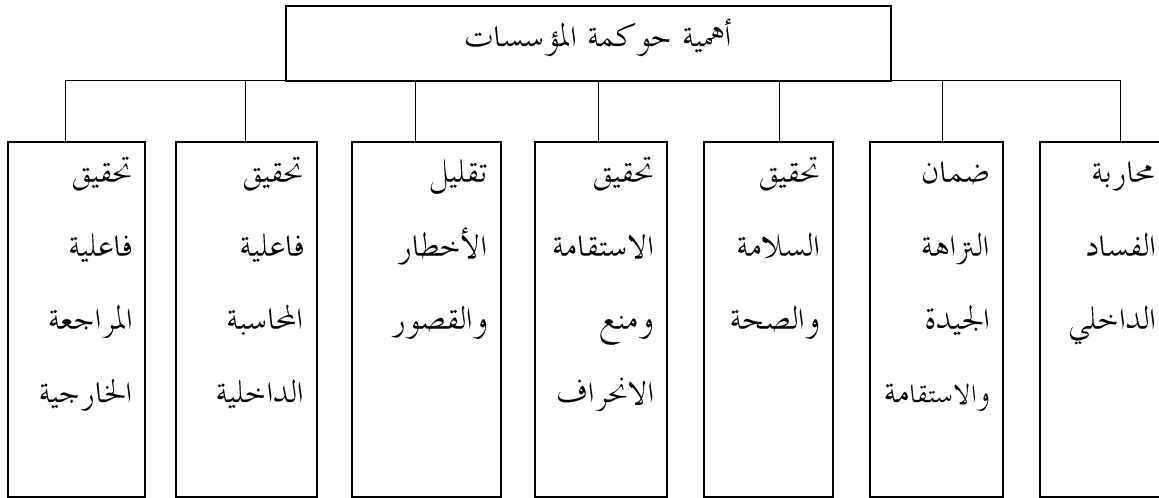 أهمية حوكمة المؤسسات
محاربة
الفساد
الداخلي
ضمان
التراهة
الجيدة
والاستقامة
تحقيق
السلامة
والصحة
تحقيق
الاستقامة
ومنع
الانحراف
تقليل
الأخطار
والقصور
تحقيق
فاعلية
المحاسبة
الداخلية
تحقيق
فاعلية
المراجعة
الخارجية